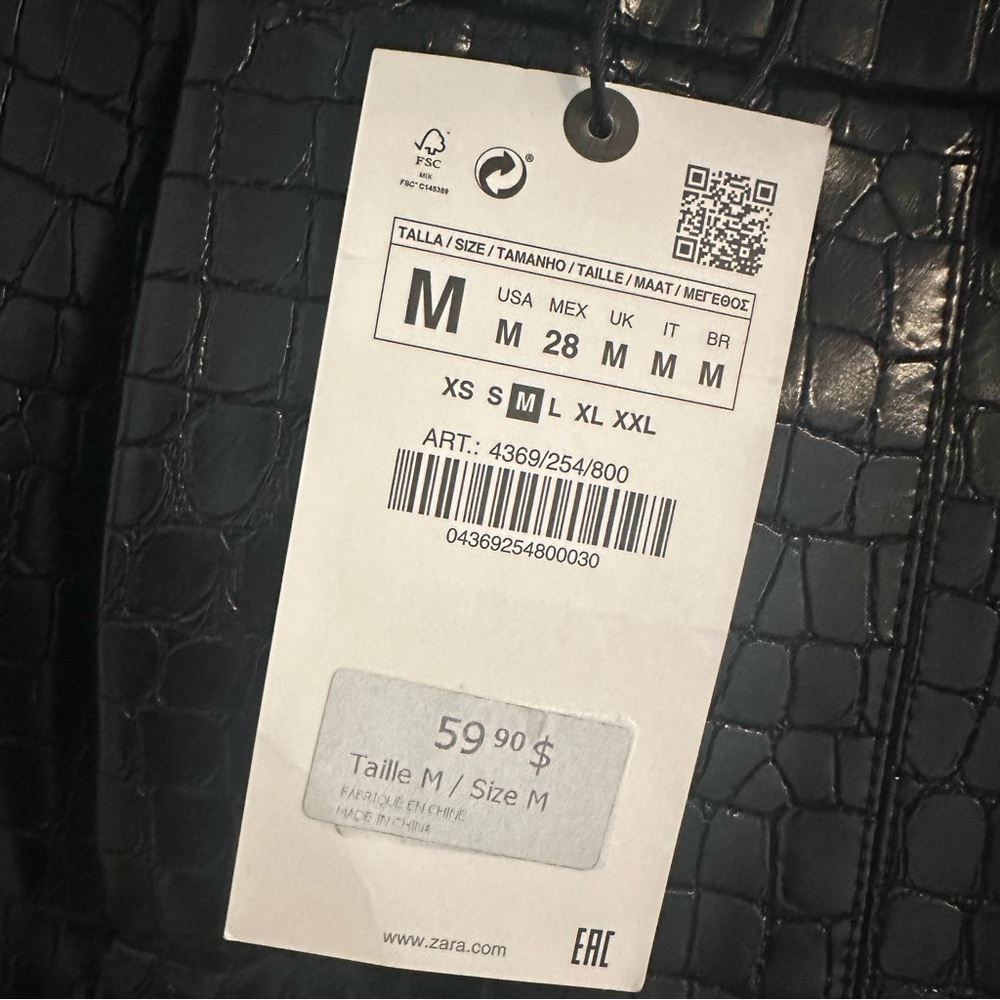 FSC
MIX
FSC™ C145389
®
TALLA / SIZE / TAMANHO / TAILLE / MAAT / ΜΕΓΕΘΟΣ
M
USA MEX UK IT BR
M 28 M M M
XS S M L XL XXL
ART.: 4369/254/800
04369254800030
59 90 $
Taille M / Size M
FABRIQUÉ EN CHINE
MADE IN CHINA
www.zara.com
EAC